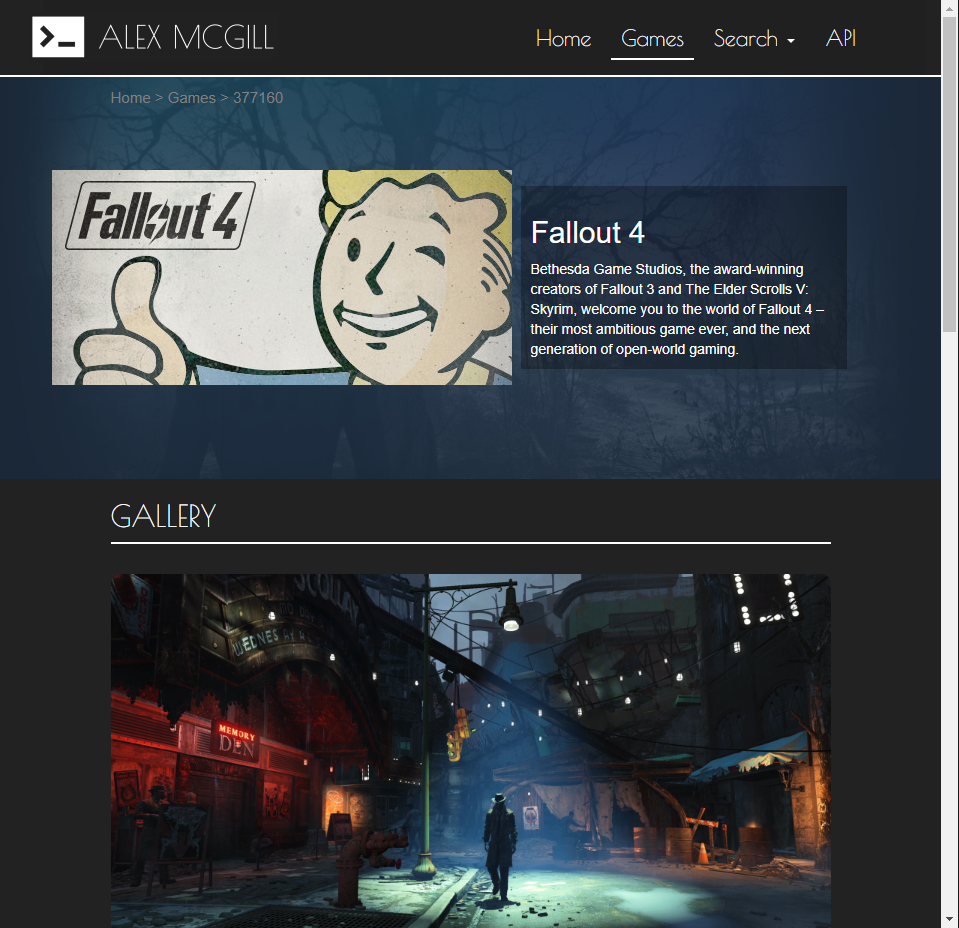 ALEX MCGILL
Home
Games
Search
API
Home > Games > 377160
Fallout 4
Fallout 4
Bethesda Game Studios, the award-winning
creators of Fallout 3 and The Elder Scrolls V:
Skyrim, welcome you to the world of Fallout 4 –
their most ambitious game ever, and the next
generation of open-world gaming.
GALLERY
MEMORY
DEN